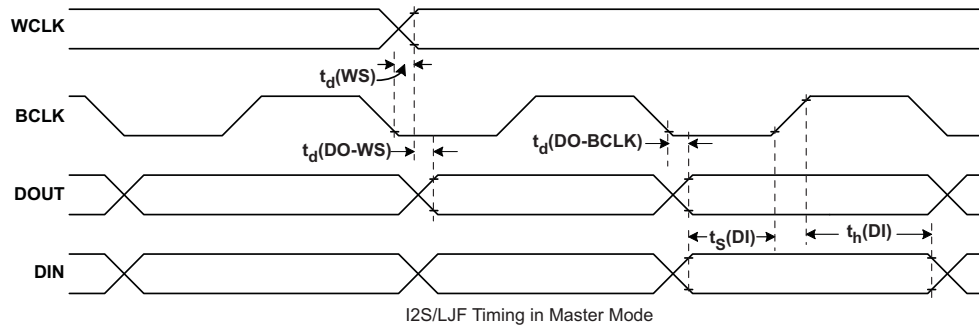 WCLK
td(WS)
BCLK
td(DO-WS)
td(DO-BCLK)
DOUT
tS(DI)
th(DI)
DIN
I2S/LJF Timing in Master Mode